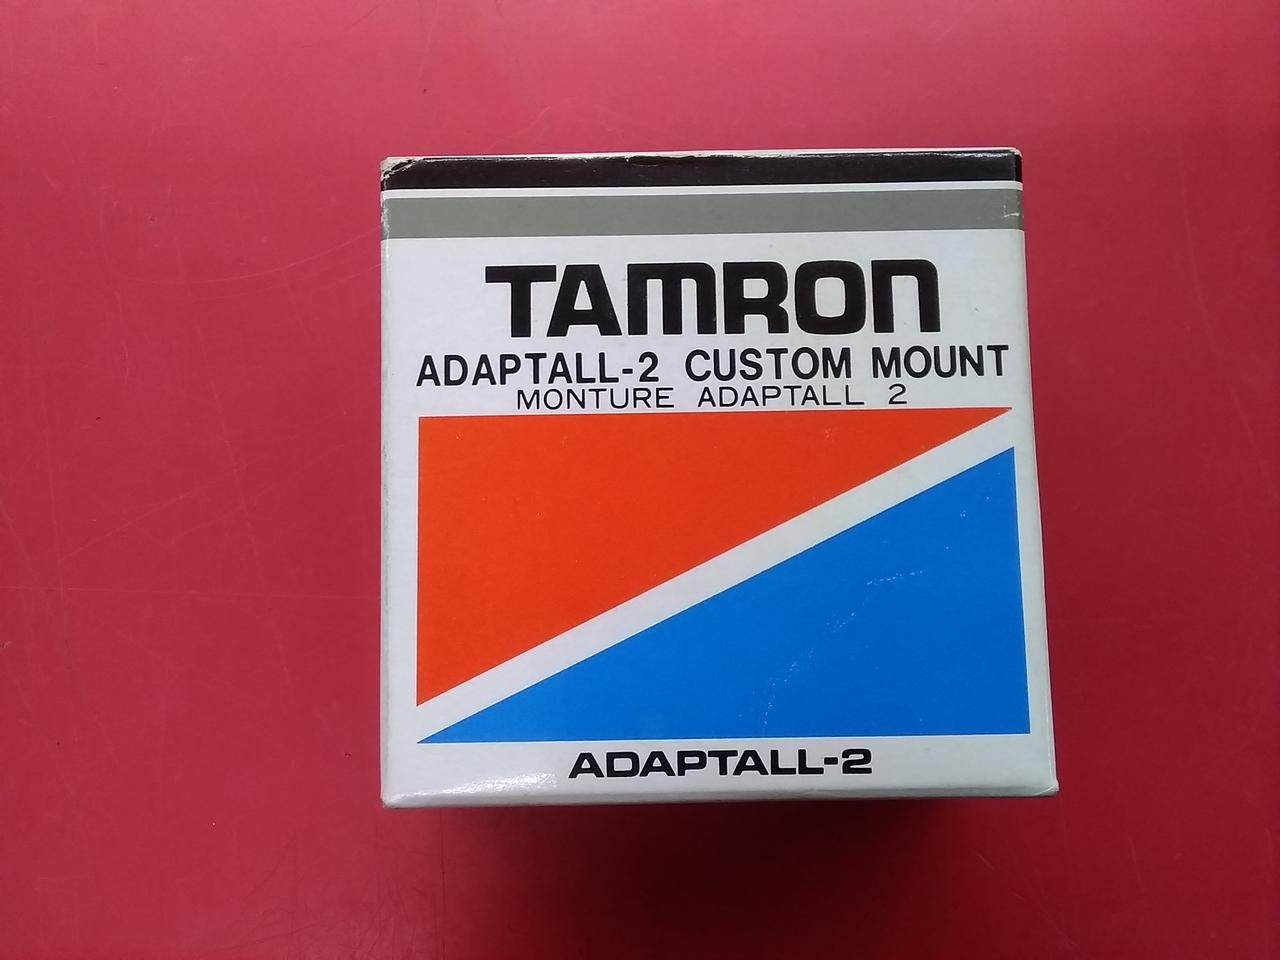 TAMRON
ADAPTALL-2 CUSTOM MOUNT
MONTURE ADAPTALL 2
ADAPTALL-2